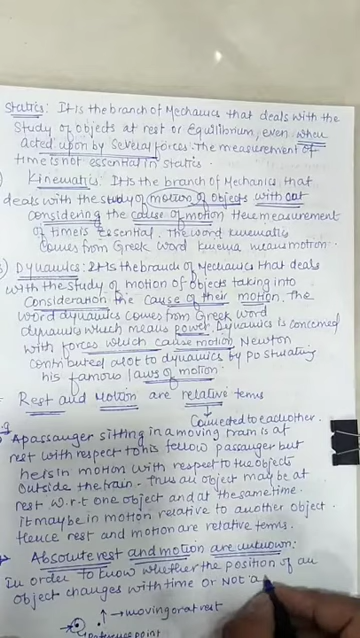 Statics: It is the branch of Mechanics that deals with the
study of objects at rest or Equilibrium, even when
acted upon by several forces. The measurement of
time is not essential in statics.
Kinematics: It is the branch of Mechanics that
deals with the study of motion of objects with out
considering the cause of motion Here measurement
of time is Essential. The word kinematic
comes from Greek word kinema means motion.
Dynamics: It is the branch of Mechanics that deals
with the study of motion of objects taking into
Consideration the cause of their motion. The
word dynamics comes from Greek word
dynamis which means power. Dynamics is concerned
with forces which cause motion Newton
contributed alot to dynamics by postulating
his famous laws of motion.
Rest and Motion are relative terms
Connected to each other.
A passanger sitting in a moving train is at
rest with respect to his fellow passanger but
he is in motion with respect to the objects
outside the train. Thus an object may be at
rest w.r.t one object and at the same time
it may be in motion relative to another object.
Hence rest and motion are relative terms.
Absolute rest and motion are unknown:
In order to know whether the position of an
object changes with time or not a
→ moving or at rest
point